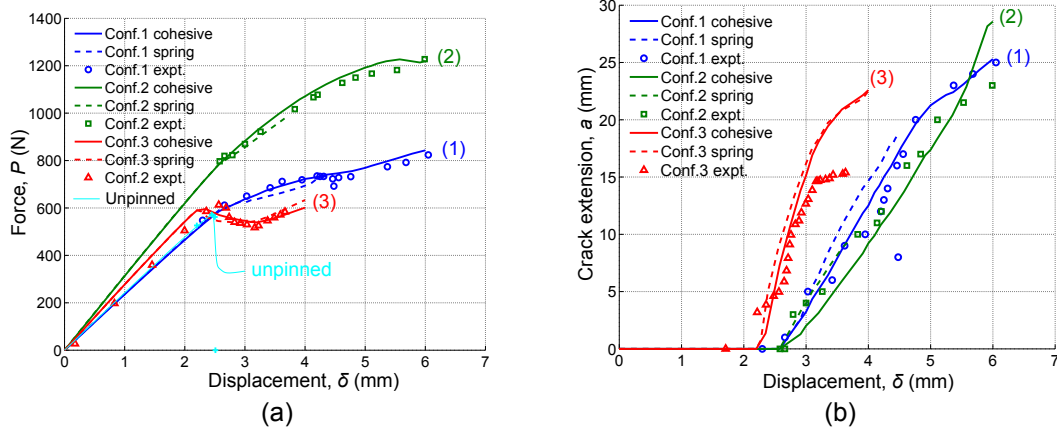 Force, P (N)
1400
1200
1000
800
600
400
200
0
Conf.1 cohesive
Conf.1 spring
Conf.1 expt.
Conf.2 cohesive
Conf.2 spring
Conf.2 expt.
Conf.3 cohesive
Conf.3 spring
Conf.2 expt.
Unpinned
(2)
(1)
(3)
unpinned
0 1 2 3 4 5 6 7
Displacement, δ (mm)
(a)
Crack extension, a (mm)
30
25
20
15
10
5
0
Conf.1 cohesive
Conf.1 spring
Conf.1 expt.
Conf.2 cohesive
Conf.2 spring
Conf.2 expt.
Conf.3 cohesive
Conf.3 spring
Conf.3 expt.
(2)
(1)
(3)
0 1 2 3 4 5 6 7
Displacement, δ (mm)
(b)